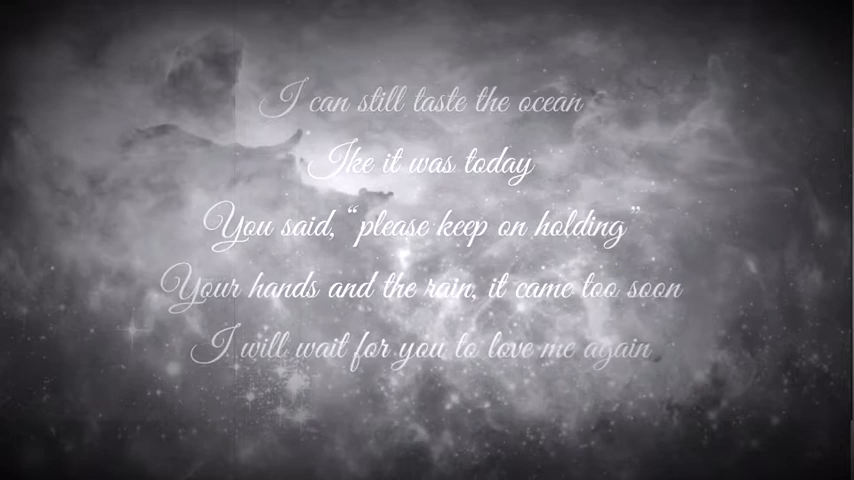 I can still taste the ocean
Ike it was today
You said, “please keep on holding”
Your hands and the rain, it came too soon
I will wait for you to love me again